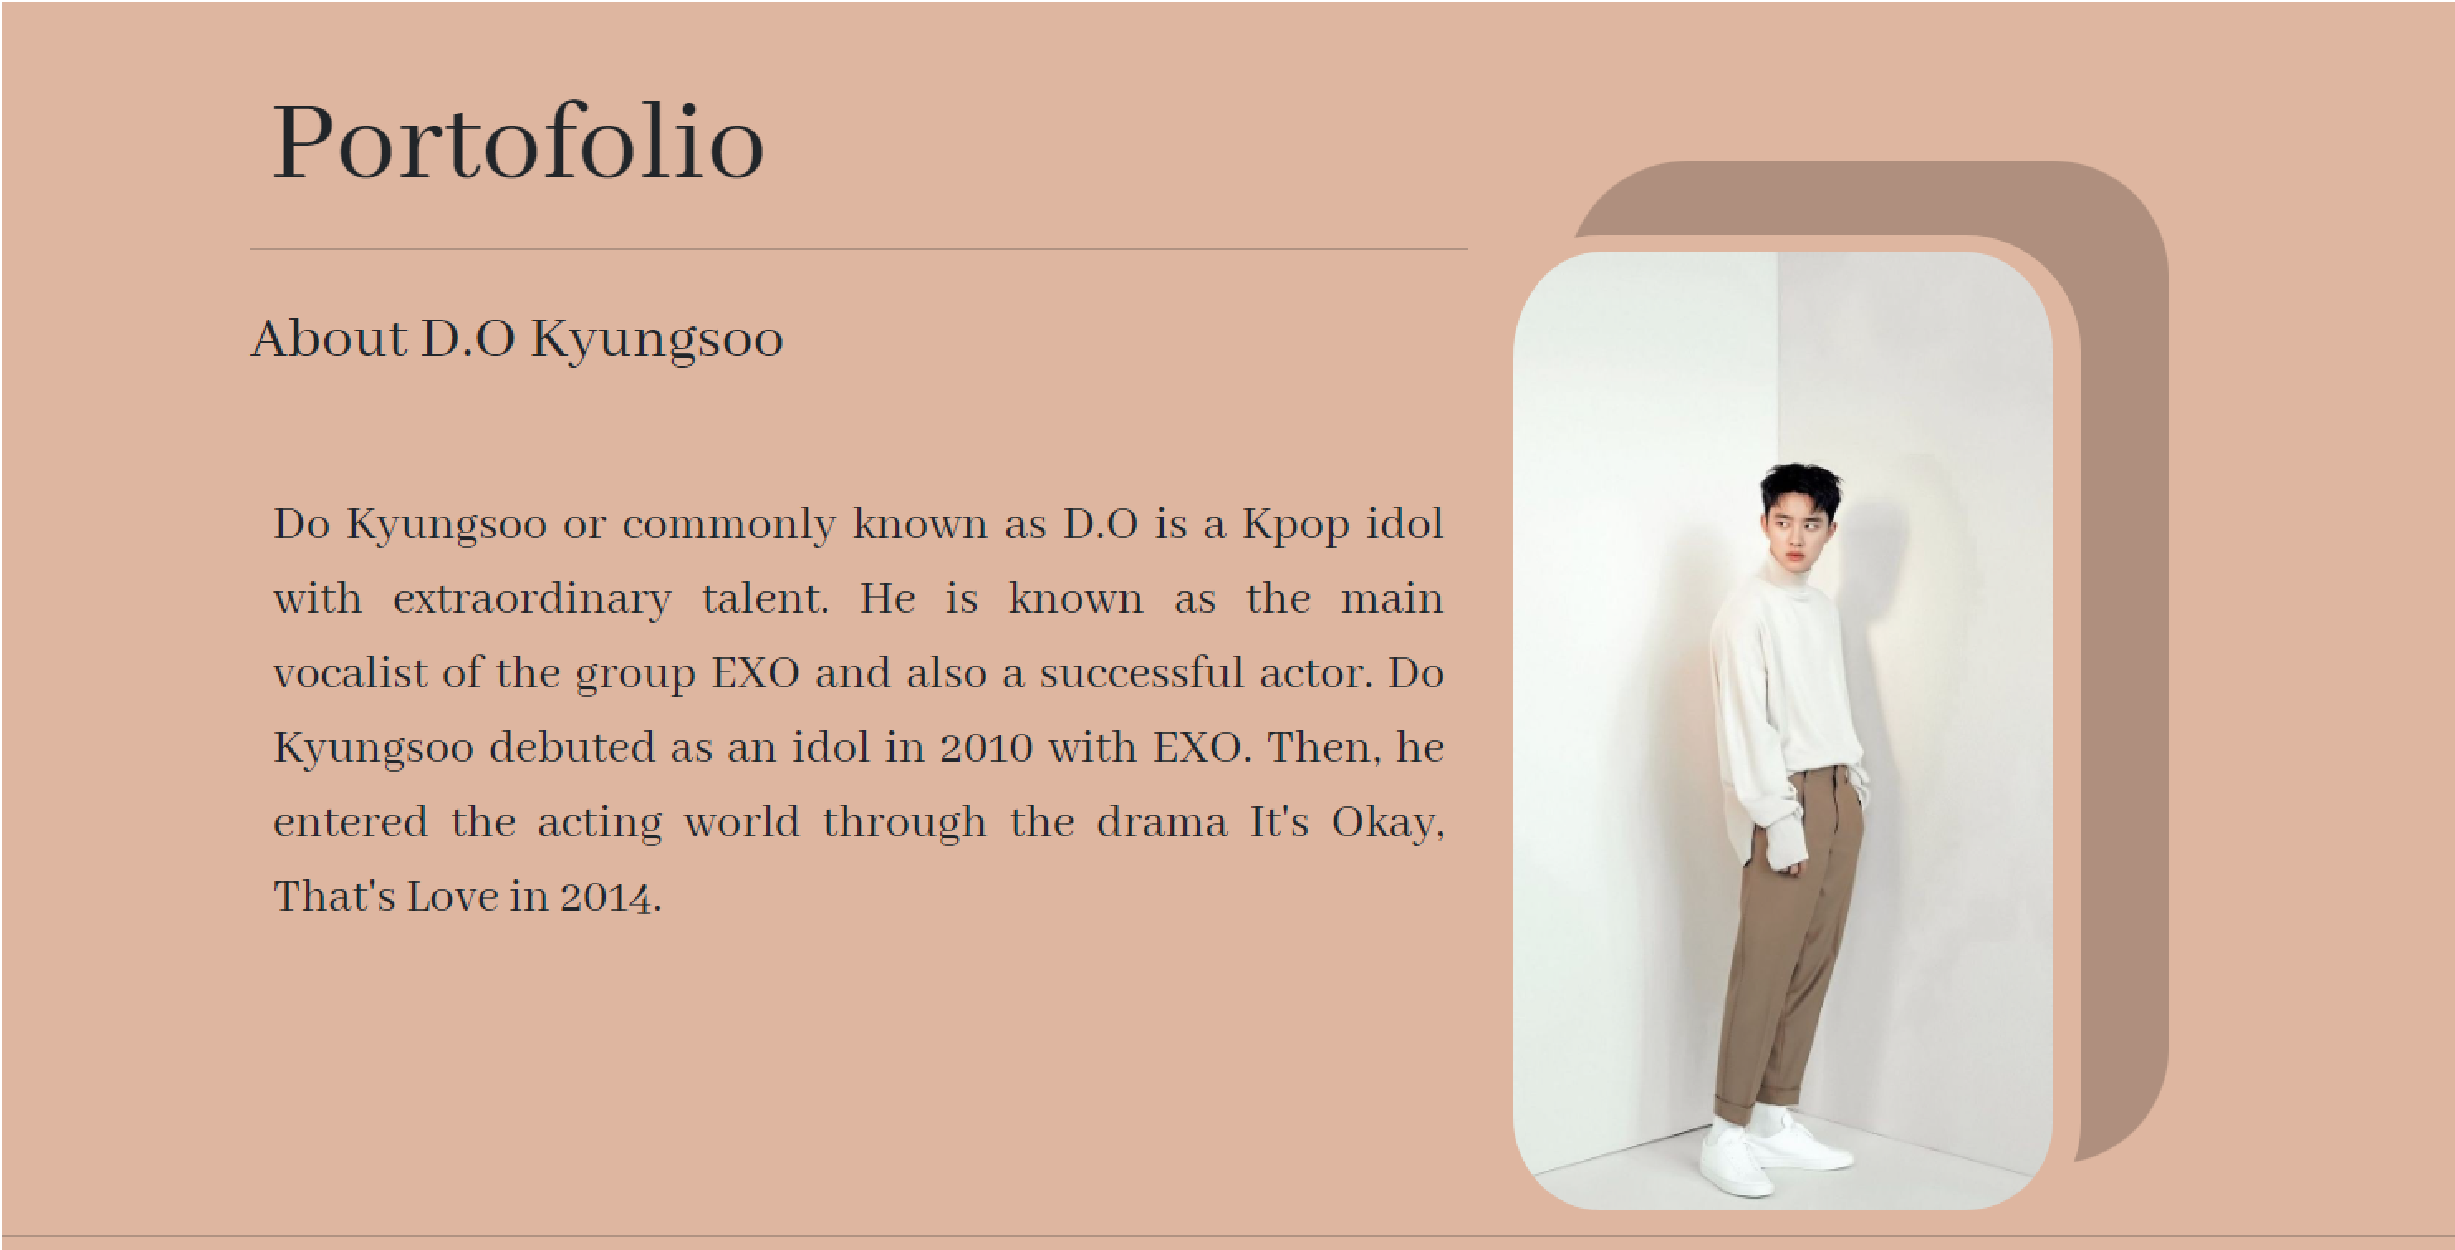 Portofolio
About D.O Kyungsoo
Do Kyungsoo or commonly known as D.O is a Kpop idol
with extraordinary talent. He is known as the main
vocalist of the group EXO and also a successful actor. Do
Kyungsoo debuted as an idol in 2010 with EXO. Then, he
entered the acting world through the drama It's Okay,
That's Love in 2014.